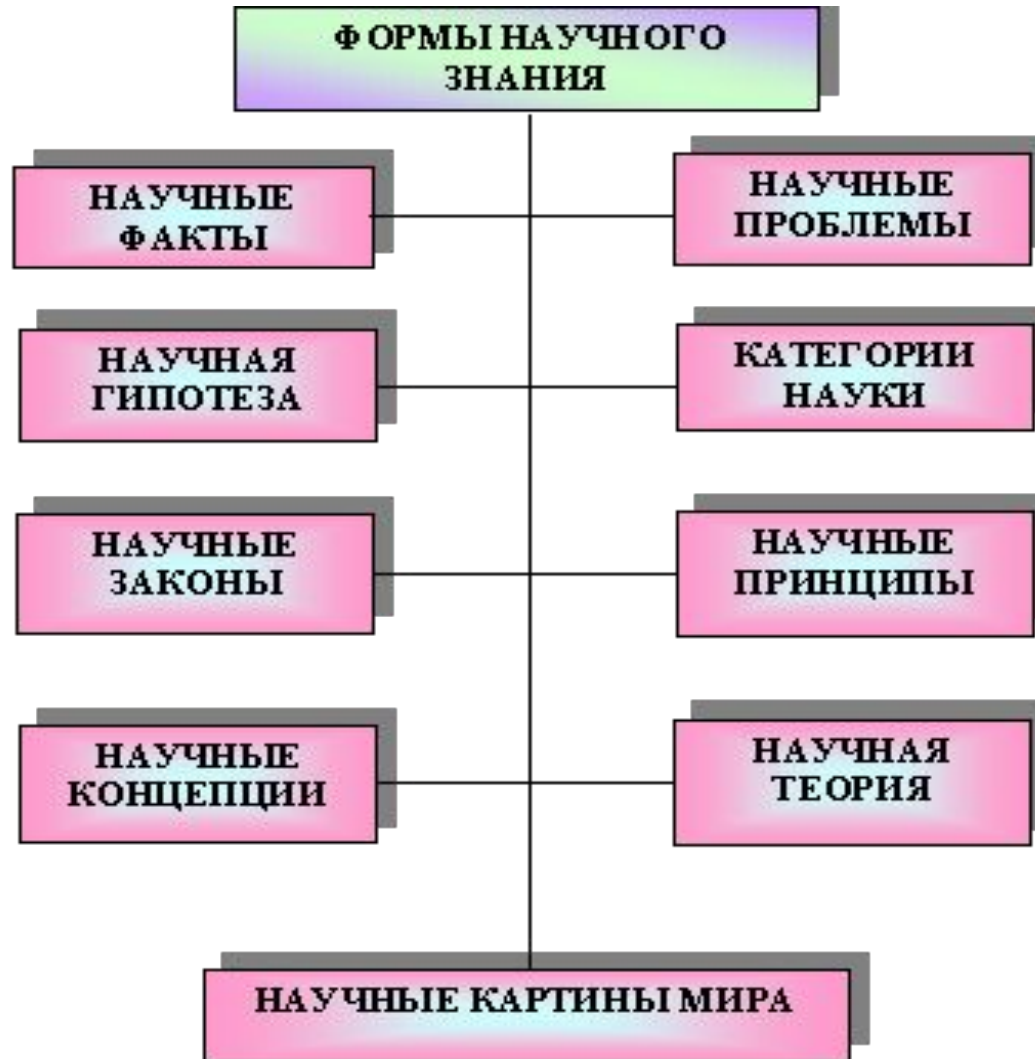 ФОРМЫ НАУЧНОГО
ЗНАНИЯ
НАУЧНЫЕ
ФАКТЫ
НАУЧНЫЕ
ПРОБЛЕМЫ
НАУЧНАЯ
ГИПОТЕЗА
КАТЕГОРИИ
НАУКИ
НАУЧНЫЕ
ЗАКОНЫ
НАУЧНЫЕ
ПРИНЦИПЫ
НАУЧНЫЕ
КОНЦЕПЦИИ
НАУЧНАЯ
ТЕОРИЯ
НАУЧНЫЕ КАРТИНЫ МИРА